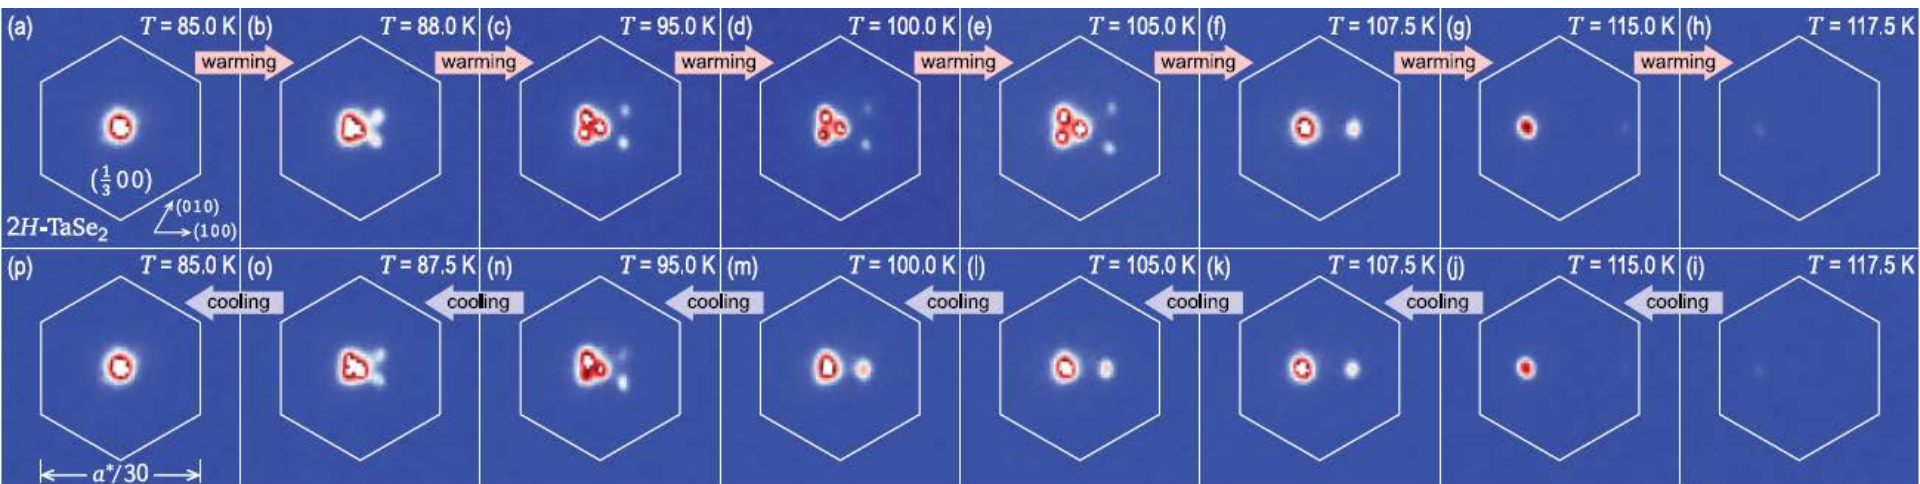 (a) T = 85.0 K
(b) T = 88.0 K
(c) T = 95.0 K
(d) T = 100.0 K
(e) T = 105.0 K
(f) T = 107.5 K
(g) T = 115.0 K
(h) T = 117.5 K
warming
warming
warming
warming
warming
warming
warming
(1/3 0 0)
(010)
(100)
2H-TaSe₂
(p) T = 85.0 K
(o) T = 87.5 K
(n) T = 95.0 K
(m) T = 100.0 K
(l) T = 105.0 K
(k) T = 107.5 K
(j) T = 115.0 K
(i) T = 117.5 K
cooling
cooling
cooling
cooling
cooling
cooling
cooling
a*/30